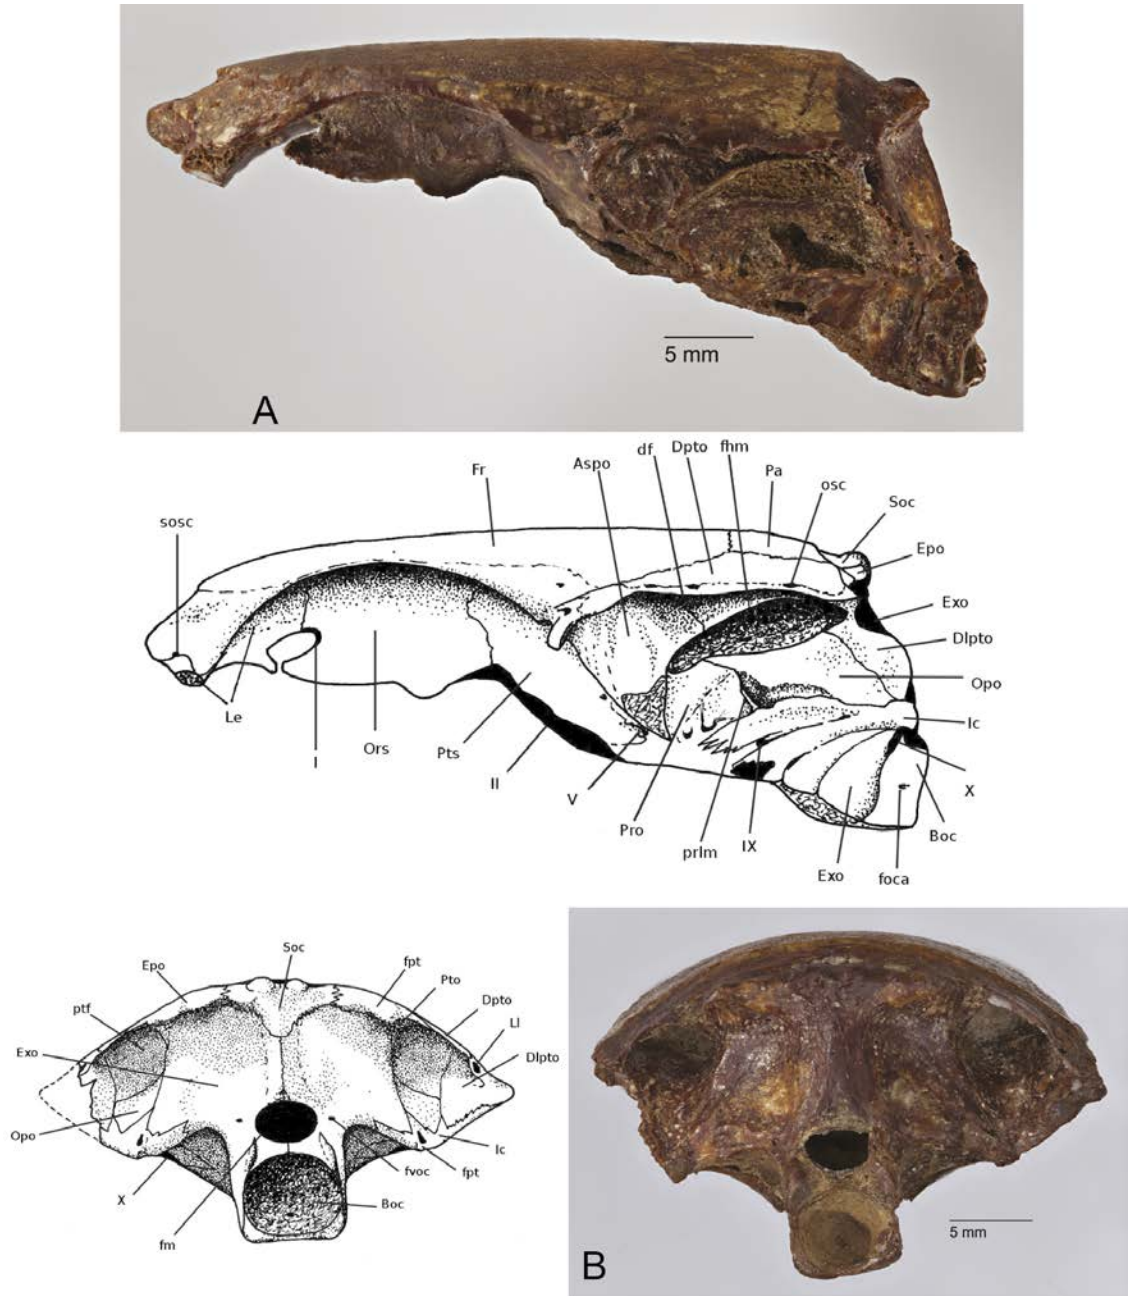 5 mm
A
df Dpto fhm
Fr Aspo Pa osc
sosc Soc
Epo
Exo
Dlpto
Opo
Ic
Le
I Ors Pts II V
X
Pro prlm IX Boc
Exo foca
Soc
Epo fpt Pto
ptf Dpto
Ll
Exo Dlpto
Opo Ic
X fvoc fpt
Boc
fm
5 mm
B